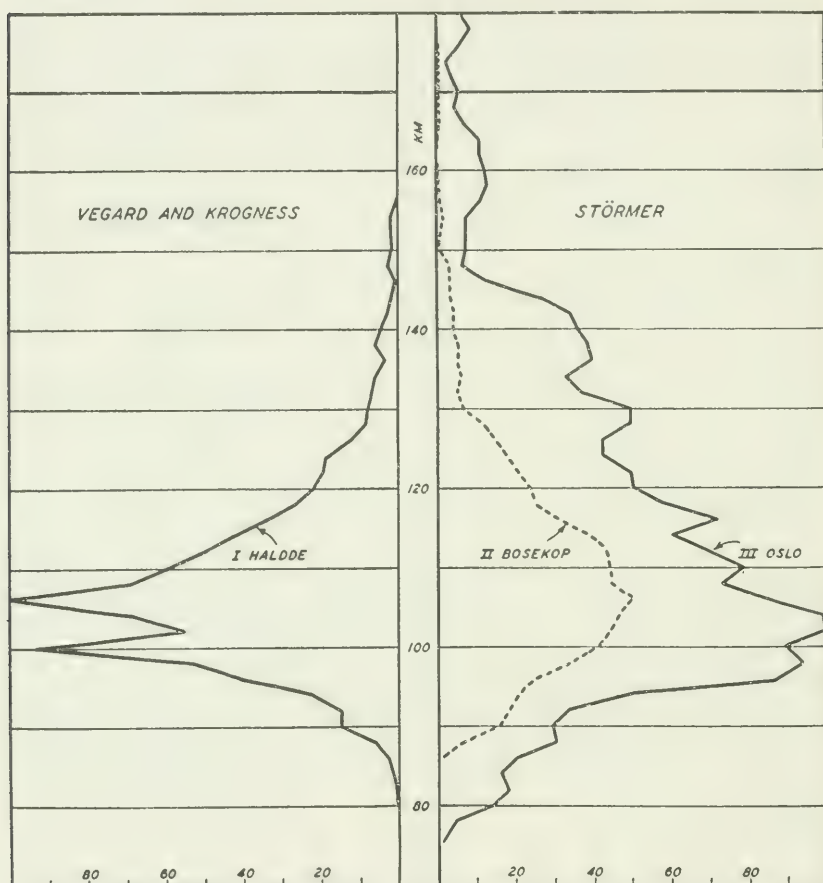 KM
160
VEGARD AND KROGNESS
STÖRMER
140
120
I HALDDE
II BOSEKOP
III OSLO
100
80
80 60 40 20
20 40 60 80